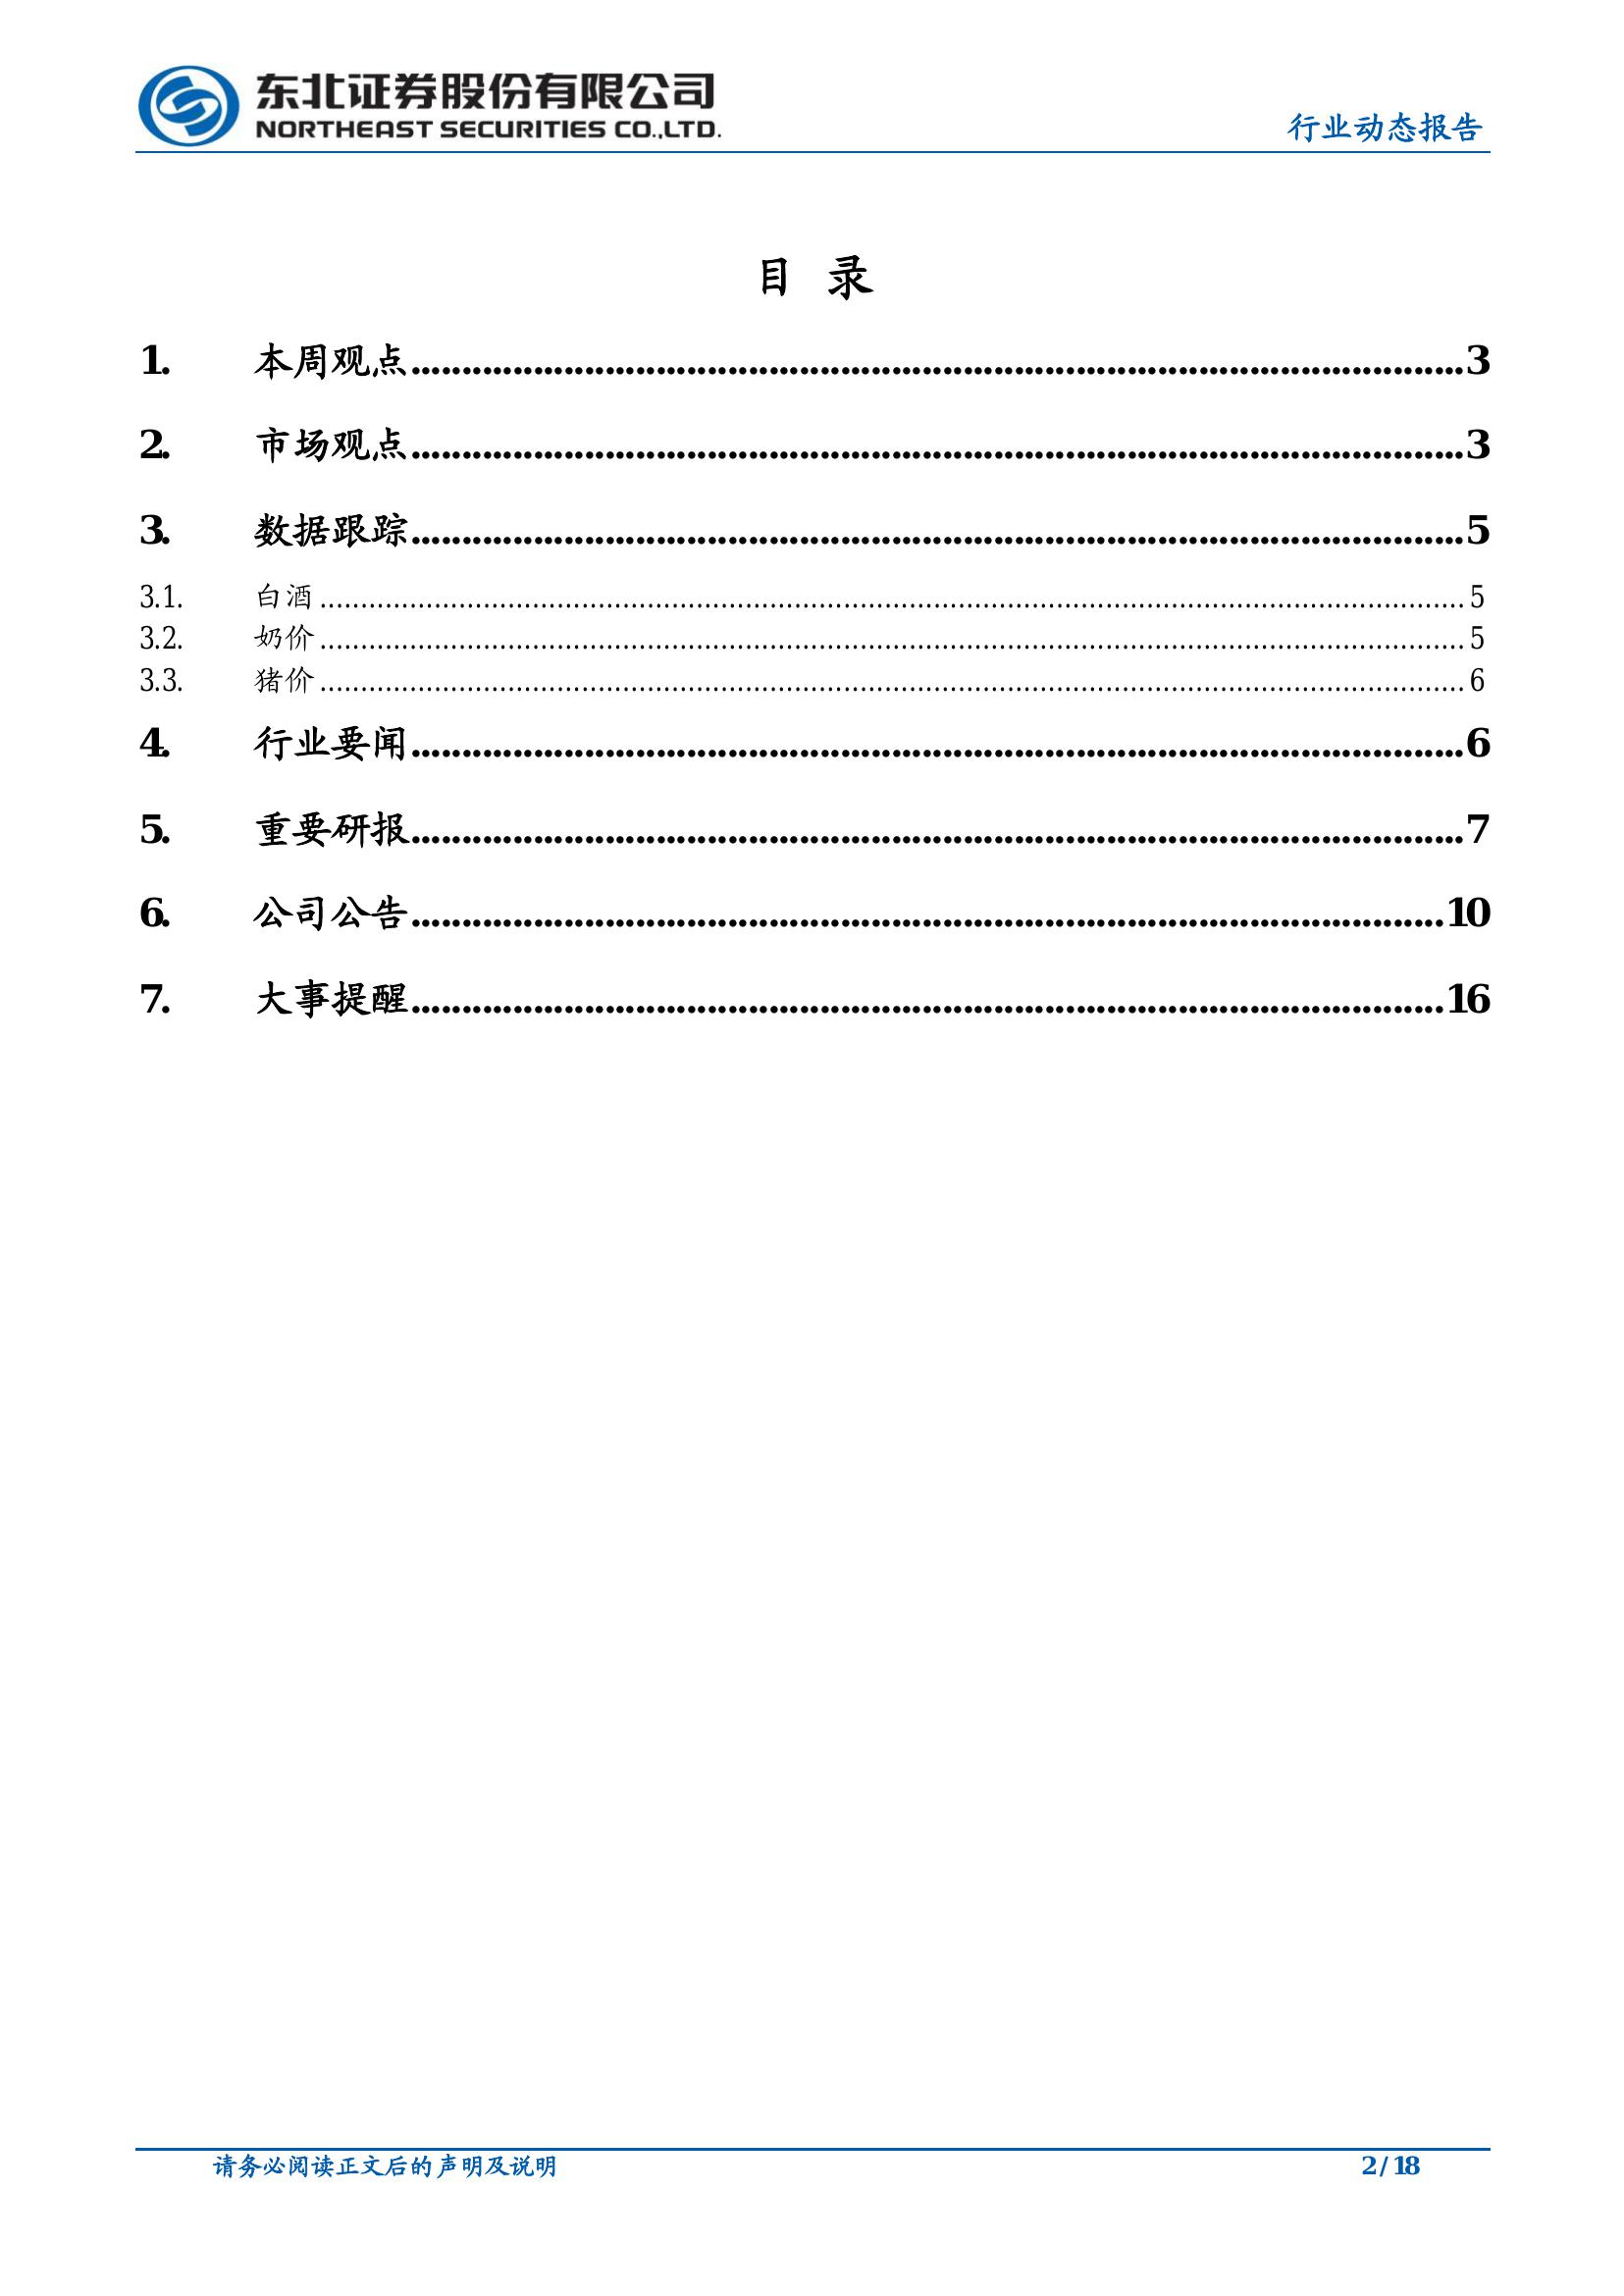 东北证券股份有限公司
NORTHEAST SECURITIES CO.,LTD.
行业动态报告
目 录
1. 本周观点 3
2. 市场观点 3
3. 数据跟踪 5
3.1. 白酒 5
3.2. 奶价 5
3.3. 猪价 6
4. 行业要闻 6
5. 重要研报 7
6. 公司公告 10
7. 大事提醒 16
请务必阅读正文后的声明及说明 2 / 18